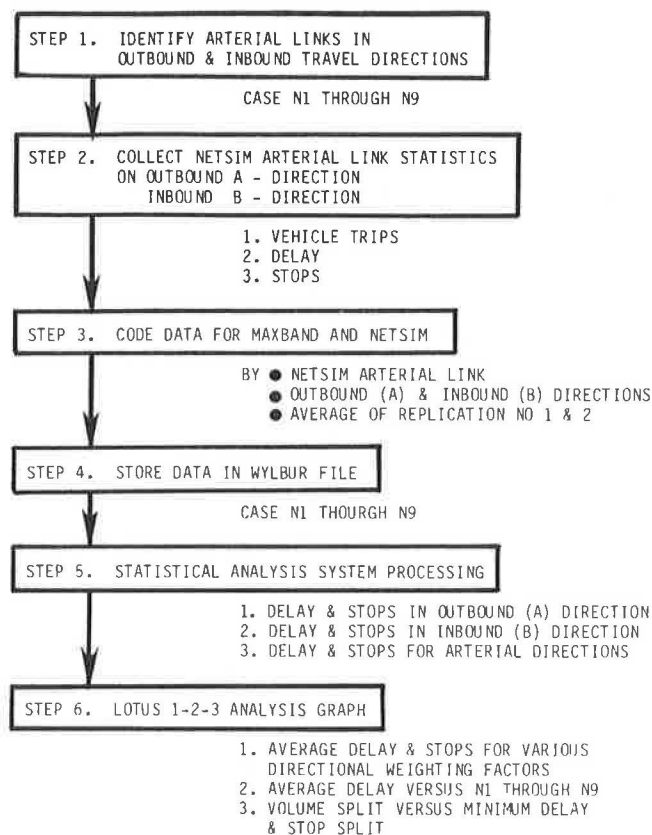 STEP 1. IDENTIFY ARTERIAL LINKS IN
OUTBOUND & INBOUND TRAVEL DIRECTIONS
CASE N1 THROUGH N9
STEP 2. COLLECT NETSIM ARTERIAL LINK STATISTICS
ON OUTBOUND A - DIRECTION
INBOUND B - DIRECTION
1. VEHICLE TRIPS
2. DELAY
3. STOPS
STEP 3. CODE DATA FOR MAXBAND AND NETSIM
BY ● NETSIM ARTERIAL LINK
● OUTBOUND (A) & INBOUND (B) DIRECTIONS
● AVERAGE OF REPLICATION NO 1 & 2
STEP 4. STORE DATA IN WYLBUR FILE
CASE N1 THOURGH N9
STEP 5. STATISTICAL ANALYSIS SYSTEM PROCESSING
1. DELAY & STOPS IN OUTBOUND (A) DIRECTION
2. DELAY & STOPS IN INBOUND (B) DIRECTION
3. DELAY & STOPS FOR ARTERIAL DIRECTIONS
STEP 6. LOTUS 1-2-3 ANALYSIS GRAPH
1. AVERAGE DELAY & STOPS FOR VARIOUS
DIRECTIONAL WEIGHTING FACTORS
2. AVERAGE DELAY VERSUS N1 THROUGH N9
3. VOLUME SPLIT VERSUS MINIMUM DELAY
& STOP SPLIT